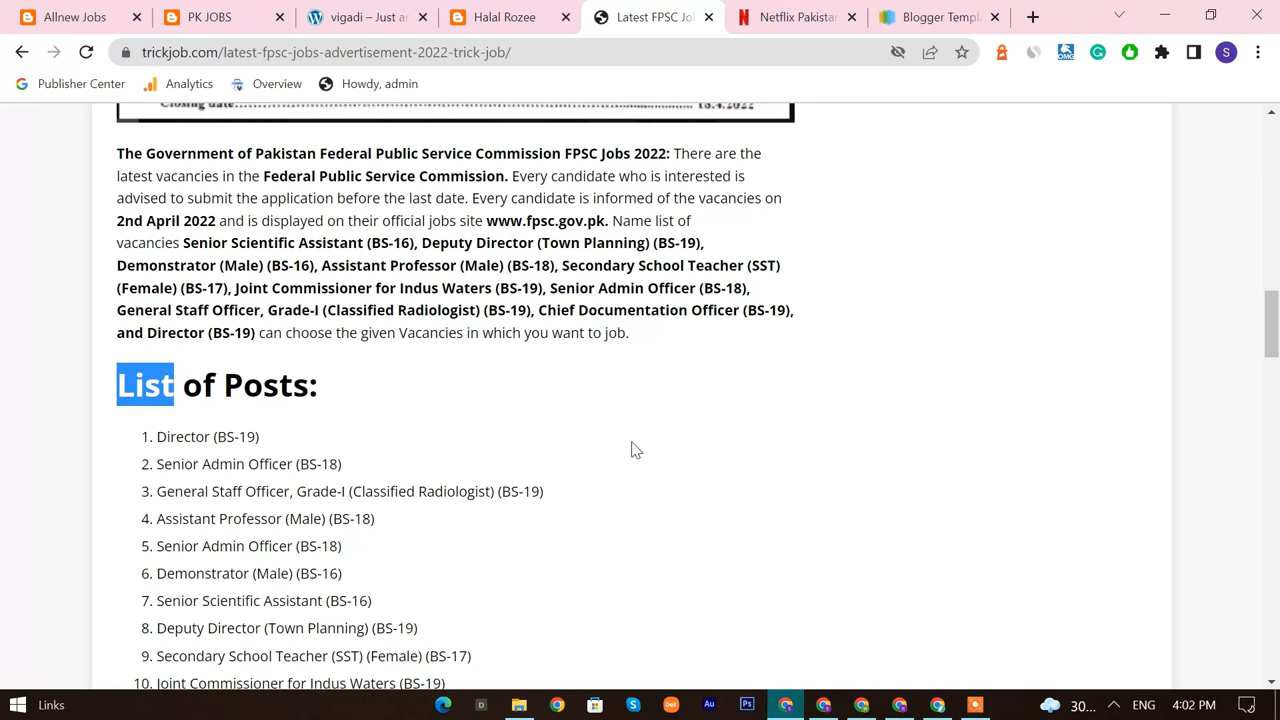 Allnew Jobs
PK JOBS
vigadi – Just an
Halal Rozee
Latest FPSC Jo
Netflix Pakistan
Blogger Templ
trickjob.com/latest-fpsc-jobs-advertisement-2022-trick-job/
OMG
S
Publisher Center
Analytics
Overview
Howdy, admin
Closing date.......................................................................... 18.4.2022
The Government of Pakistan Federal Public Service Commission FPSC Jobs 2022: There are the
latest vacancies in the Federal Public Service Commission. Every candidate who is interested is
advised to submit the application before the last date. Every candidate is informed of the vacancies on
2nd April 2022 and is displayed on their official jobs site www.fpsc.gov.pk. Name list of
vacancies Senior Scientific Assistant (BS-16), Deputy Director (Town Planning) (BS-19),
Demonstrator (Male) (BS-16), Assistant Professor (Male) (BS-18), Secondary School Teacher (SST)
(Female) (BS-17), Joint Commissioner for Indus Waters (BS-19), Senior Admin Officer (BS-18),
General Staff Officer, Grade-I (Classified Radiologist) (BS-19), Chief Documentation Officer (BS-19),
and Director (BS-19) can choose the given Vacancies in which you want to job.
List of Posts:
1. Director (BS-19)
2. Senior Admin Officer (BS-18)
3. General Staff Officer, Grade-I (Classified Radiologist) (BS-19)
4. Assistant Professor (Male) (BS-18)
5. Senior Admin Officer (BS-18)
6. Demonstrator (Male) (BS-16)
7. Senior Scientific Assistant (BS-16)
8. Deputy Director (Town Planning) (BS-19)
9. Secondary School Teacher (SST) (Female) (BS-17)
10. Joint Commissioner for Indus Waters (BS-19)
Links
D
S
DeX
Au
Ps
30...
ENG
4:02 PM